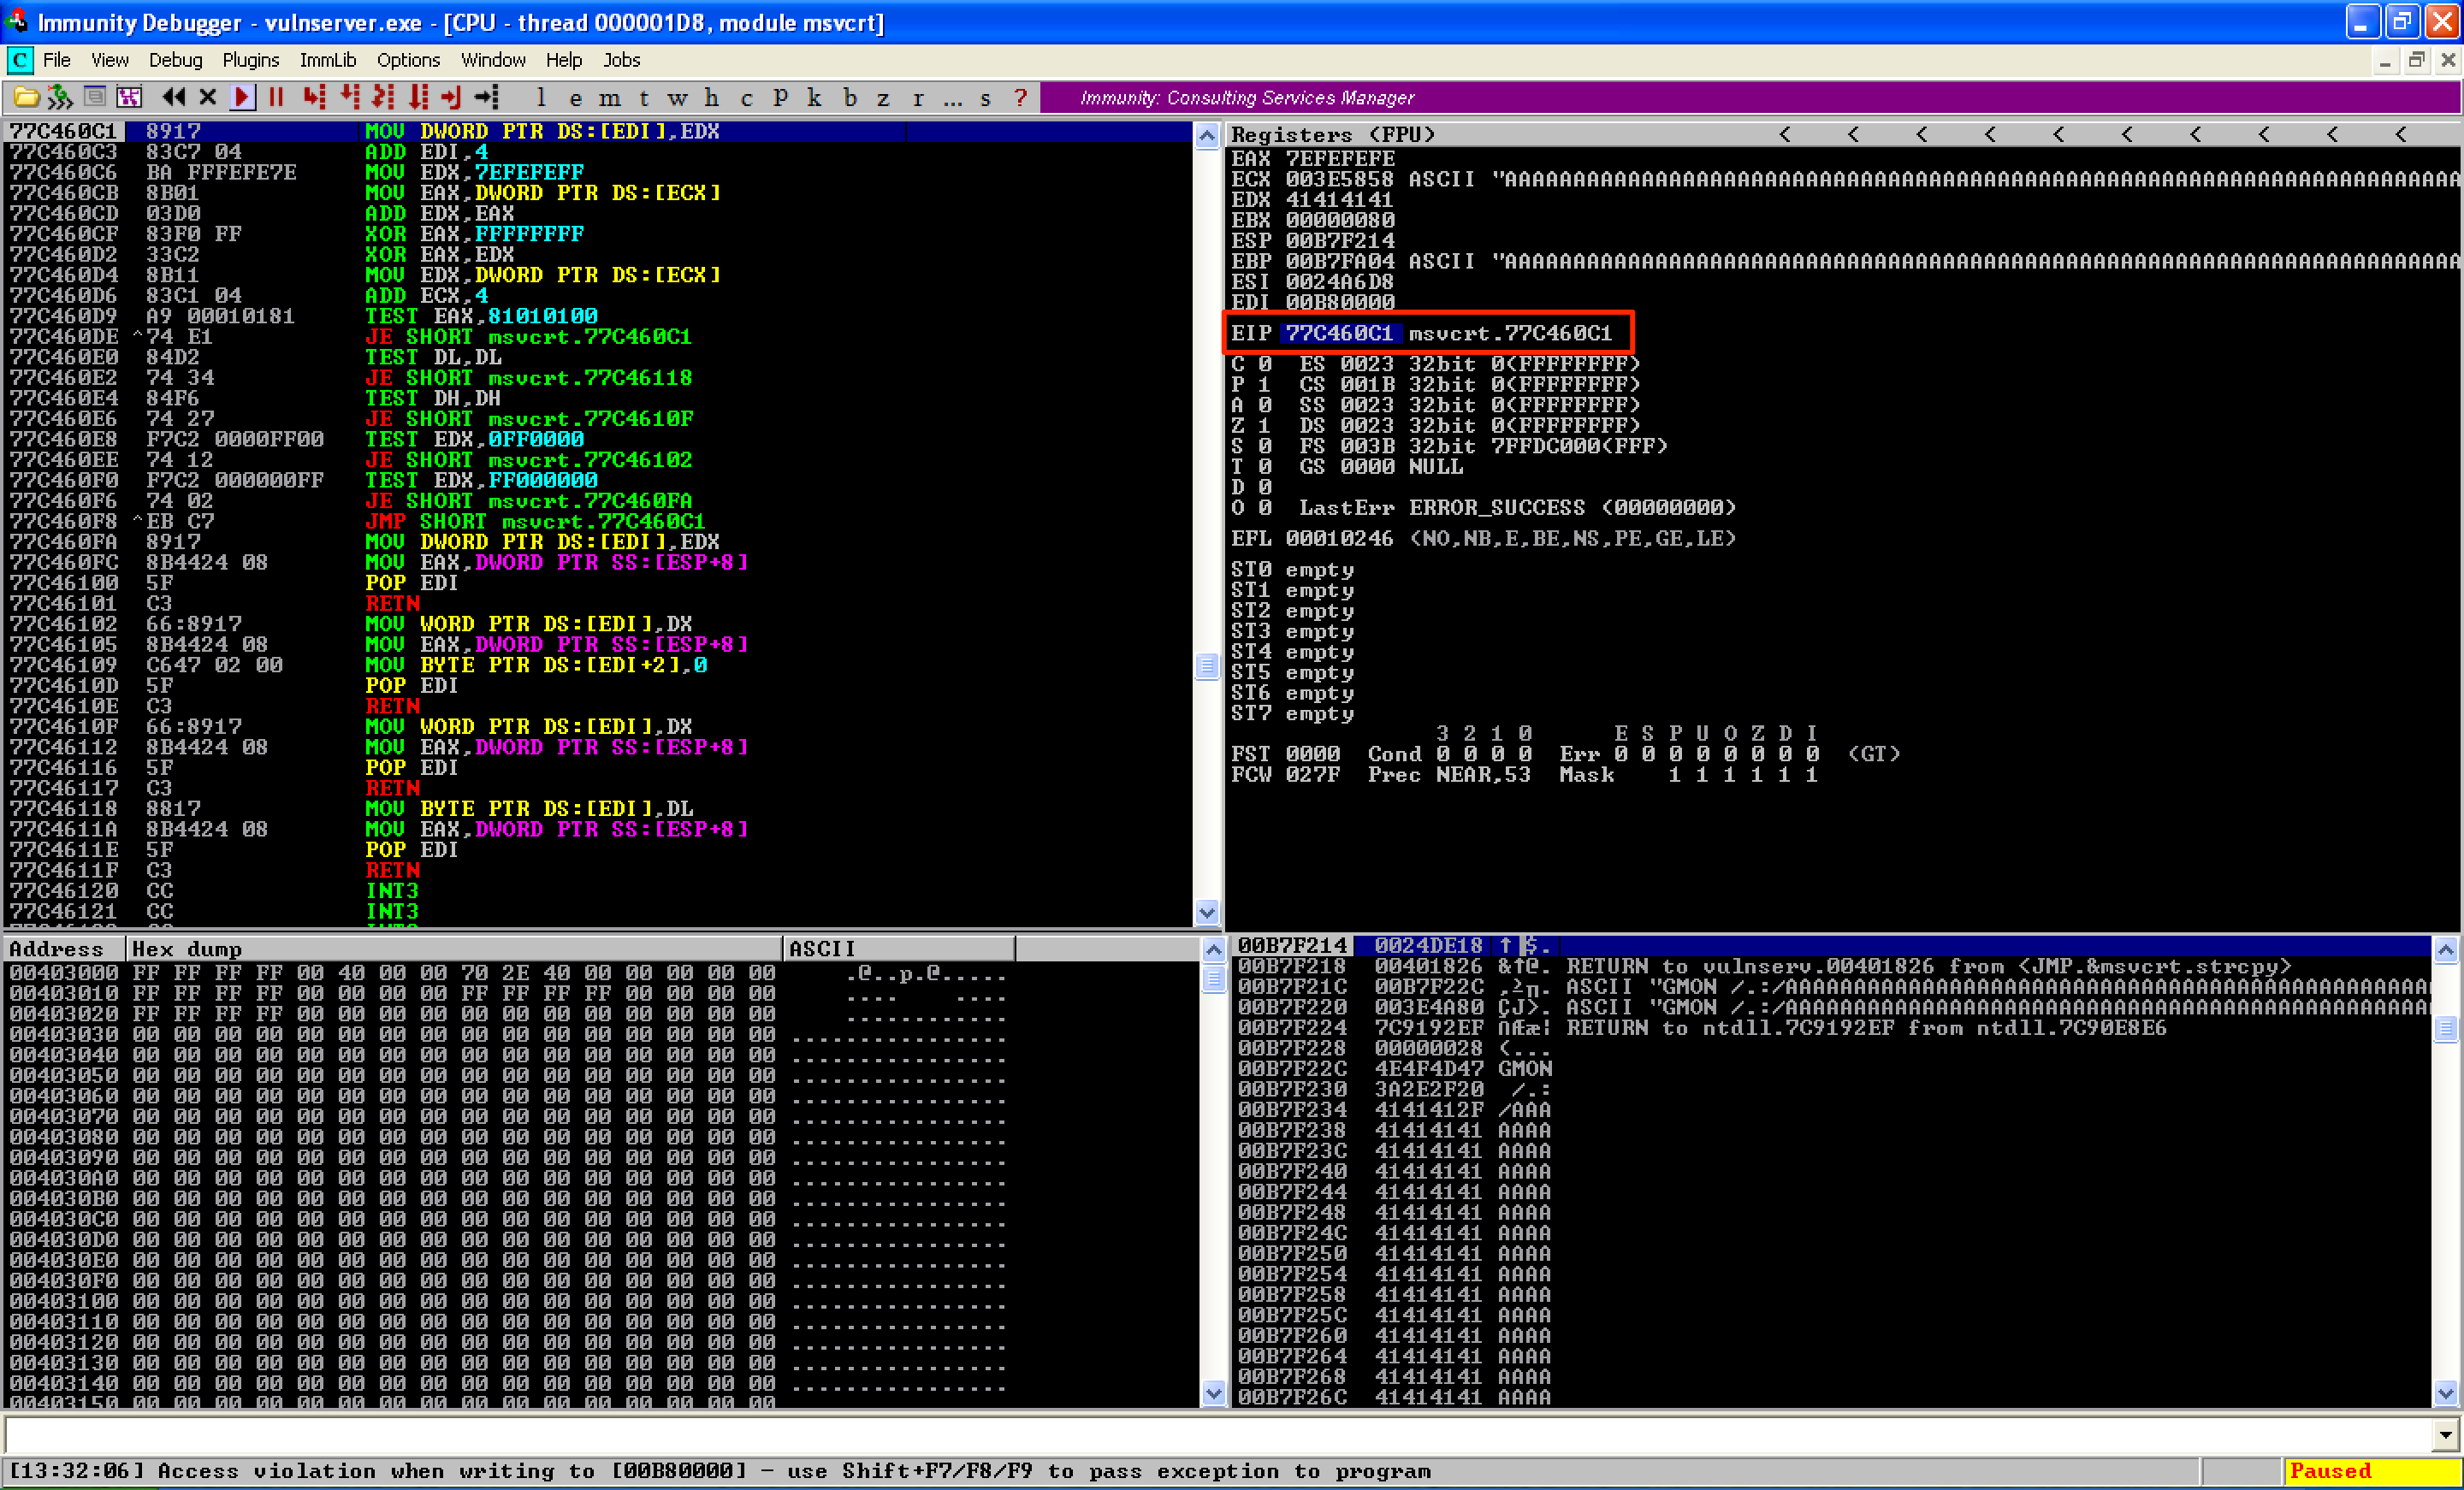 Immunity Debugger - vulnserver.exe - [CPU - thread 000001D8, module msvcrt]
C File View Debug Plugins ImmLib Options Window Help Jobs
l e m t w h c P k b z r ... s ? Immunity: Consulting Services Manager
77C460C1 8917 MOV DWORD PTR DS:[EDI],EDX
77C460C3 83C7 04 ADD EDI,4
77C460C6 BA FFFEFE7E MOV EDX,7EFEFEFF
77C460CB 8B01 MOV EAX,DWORD PTR DS:[ECX]
77C460CD 03D0 ADD EDX,EAX
77C460CF 83F0 FF XOR EAX,FFFFFFFF
77C460D2 33C2 XOR EAX,EDX
77C460D4 8B11 MOV EDX,DWORD PTR DS:[ECX]
77C460D6 83C1 04 ADD ECX,4
77C460D9 A9 00010181 TEST EAX,81010100
77C460DE ^74 E1 JE SHORT msvcrt.77C460C1
77C460E0 84D2 TEST DL,DL
77C460E2 74 34 JE SHORT msvcrt.77C46118
77C460E4 84F6 TEST DH,DH
77C460E6 74 27 JE SHORT msvcrt.77C4610F
77C460E8 F7C2 0000FF00 TEST EDX,0FF0000
77C460EE 74 12 JE SHORT msvcrt.77C46102
77C460F0 F7C2 000000FF TEST EDX,FF000000
77C460F6 74 02 JE SHORT msvcrt.77C460FA
77C460F8 ^EB C7 JMP SHORT msvcrt.77C460C1
77C460FA 8917 MOV DWORD PTR DS:[EDI],EDX
77C460FC 8B4424 08 MOV EAX,DWORD PTR SS:[ESP+8]
77C46100 5F POP EDI
77C46101 C3 RETN
77C46102 66:8917 MOV WORD PTR DS:[EDI],DX
77C46105 8B4424 08 MOV EAX,DWORD PTR SS:[ESP+8]
77C46109 C647 02 00 MOV BYTE PTR DS:[EDI+2],0
77C4610D 5F POP EDI
77C4610E C3 RETN
77C4610F 66:8917 MOV WORD PTR DS:[EDI],DX
77C46112 8B4424 08 MOV EAX,DWORD PTR SS:[ESP+8]
77C46116 5F POP EDI
77C46117 C3 RETN
77C46118 8817 MOV BYTE PTR DS:[EDI],DL
77C4611A 8B4424 08 MOV EAX,DWORD PTR SS:[ESP+8]
77C4611E 5F POP EDI
77C4611F C3 RETN
77C46120 CC INT3
77C46121 CC INT3
Registers (FPU) < < < < < < < < < <
EAX 7EFEFEFE
ECX 003E5858 ASCII "AAAAAAAAAAAAAAAAAAAAAAAAAAAAAAAAAAAAAAAAAAAAAAAAAAAAAAAAAAAAAAAAAAAAAA
EDX 41414141
EBX 00000080
ESP 00B7F214
EBP 00B7FA04 ASCII "AAAAAAAAAAAAAAAAAAAAAAAAAAAAAAAAAAAAAAAAAAAAAAAAAAAAAAAAAAAAAAAAAAAAAA
ESI 0024A6D8
EDI 00B80000
EIP 77C460C1 msvcrt.77C460C1
C 0 ES 0023 32bit 0(FFFFFFFF)
P 1 CS 001B 32bit 0(FFFFFFFF)
A 0 SS 0023 32bit 0(FFFFFFFF)
Z 1 DS 0023 32bit 0(FFFFFFFF)
S 0 FS 003B 32bit 7FFDC000(FFF)
T 0 GS 0000 NULL
D 0
O 0 LastErr ERROR_SUCCESS (00000000)
EFL 00010246 (NO,NB,E,BE,NS,PE,GE,LE)
ST0 empty
ST1 empty
ST2 empty
ST3 empty
ST4 empty
ST5 empty
ST6 empty
ST7 empty
3 2 1 0 E S P U O Z D I
FST 0000 Cond 0 0 0 0 Err 0 0 0 0 0 0 0 0 (GT)
FCW 027F Prec NEAR,53 Mask 1 1 1 1 1 1
Address Hex dump ASCII
00403000 FF FF FF FF 00 40 00 00 70 2E 40 00 00 00 00 00 .@..p.@.....
00403010 FF FF FF FF 00 00 00 00 FF FF FF FF 00 00 00 00 .... ....
00403020 FF FF FF FF 00 00 00 00 00 00 00 00 00 00 00 00 ............
00403030 00 00 00 00 00 00 00 00 00 00 00 00 00 00 00 00 ................
00403040 00 00 00 00 00 00 00 00 00 00 00 00 00 00 00 00 ................
00403050 00 00 00 00 00 00 00 00 00 00 00 00 00 00 00 00 ................
00403060 00 00 00 00 00 00 00 00 00 00 00 00 00 00 00 00 ................
00403070 00 00 00 00 00 00 00 00 00 00 00 00 00 00 00 00 ................
00403080 00 00 00 00 00 00 00 00 00 00 00 00 00 00 00 00 ................
00403090 00 00 00 00 00 00 00 00 00 00 00 00 00 00 00 00 ................
004030A0 00 00 00 00 00 00 00 00 00 00 00 00 00 00 00 00 ................
004030B0 00 00 00 00 00 00 00 00 00 00 00 00 00 00 00 00 ................
004030C0 00 00 00 00 00 00 00 00 00 00 00 00 00 00 00 00 ................
004030D0 00 00 00 00 00 00 00 00 00 00 00 00 00 00 00 00 ................
004030E0 00 00 00 00 00 00 00 00 00 00 00 00 00 00 00 00 ................
004030F0 00 00 00 00 00 00 00 00 00 00 00 00 00 00 00 00 ................
00403100 00 00 00 00 00 00 00 00 00 00 00 00 00 00 00 00 ................
00403110 00 00 00 00 00 00 00 00 00 00 00 00 00 00 00 00 ................
00403120 00 00 00 00 00 00 00 00 00 00 00 00 00 00 00 00 ................
00403130 00 00 00 00 00 00 00 00 00 00 00 00 00 00 00 00 ................
00403140 00 00 00 00 00 00 00 00 00 00 00 00 00 00 00 00 ................
00403150 00 00 00 00 00 00 00 00 00 00 00 00 00 00 00 00
00B7F214 0024DE18 ↑ $.
00B7F218 00401826 &↑@. RETURN to vulnserv.00401826 from <JMP.&msvcrt.strcpy>
00B7F21C 00B7F22C ,≥╖. ASCII "GMON /.:/AAAAAAAAAAAAAAAAAAAAAAAAAAAAAAAAAAAAAAAAAAAAAAAAAAAAA
00B7F220 003E4A80 ÇJ>. ASCII "GMON /.:/AAAAAAAAAAAAAAAAAAAAAAAAAAAAAAAAAAAAAAAAAAAAAAAAAAAAA
00B7F224 7C9192EF ∩Ææ¦ RETURN to ntdll.7C9192EF from ntdll.7C90E8E6
00B7F228 00000028 (...
00B7F22C 4E4F4D47 GMON
00B7F230 3A2E2F20 /.:
00B7F234 4141412F /AAA
00B7F238 41414141 AAAA
00B7F23C 41414141 AAAA
00B7F240 41414141 AAAA
00B7F244 41414141 AAAA
00B7F248 41414141 AAAA
00B7F24C 41414141 AAAA
00B7F250 41414141 AAAA
00B7F254 41414141 AAAA
00B7F258 41414141 AAAA
00B7F25C 41414141 AAAA
00B7F260 41414141 AAAA
00B7F264 41414141 AAAA
00B7F268 41414141 AAAA
00B7F26C 41414141 AAAA
[13:32:06] Access violation when writing to [00B80000] - use Shift+F7/F8/F9 to pass exception to program
Paused